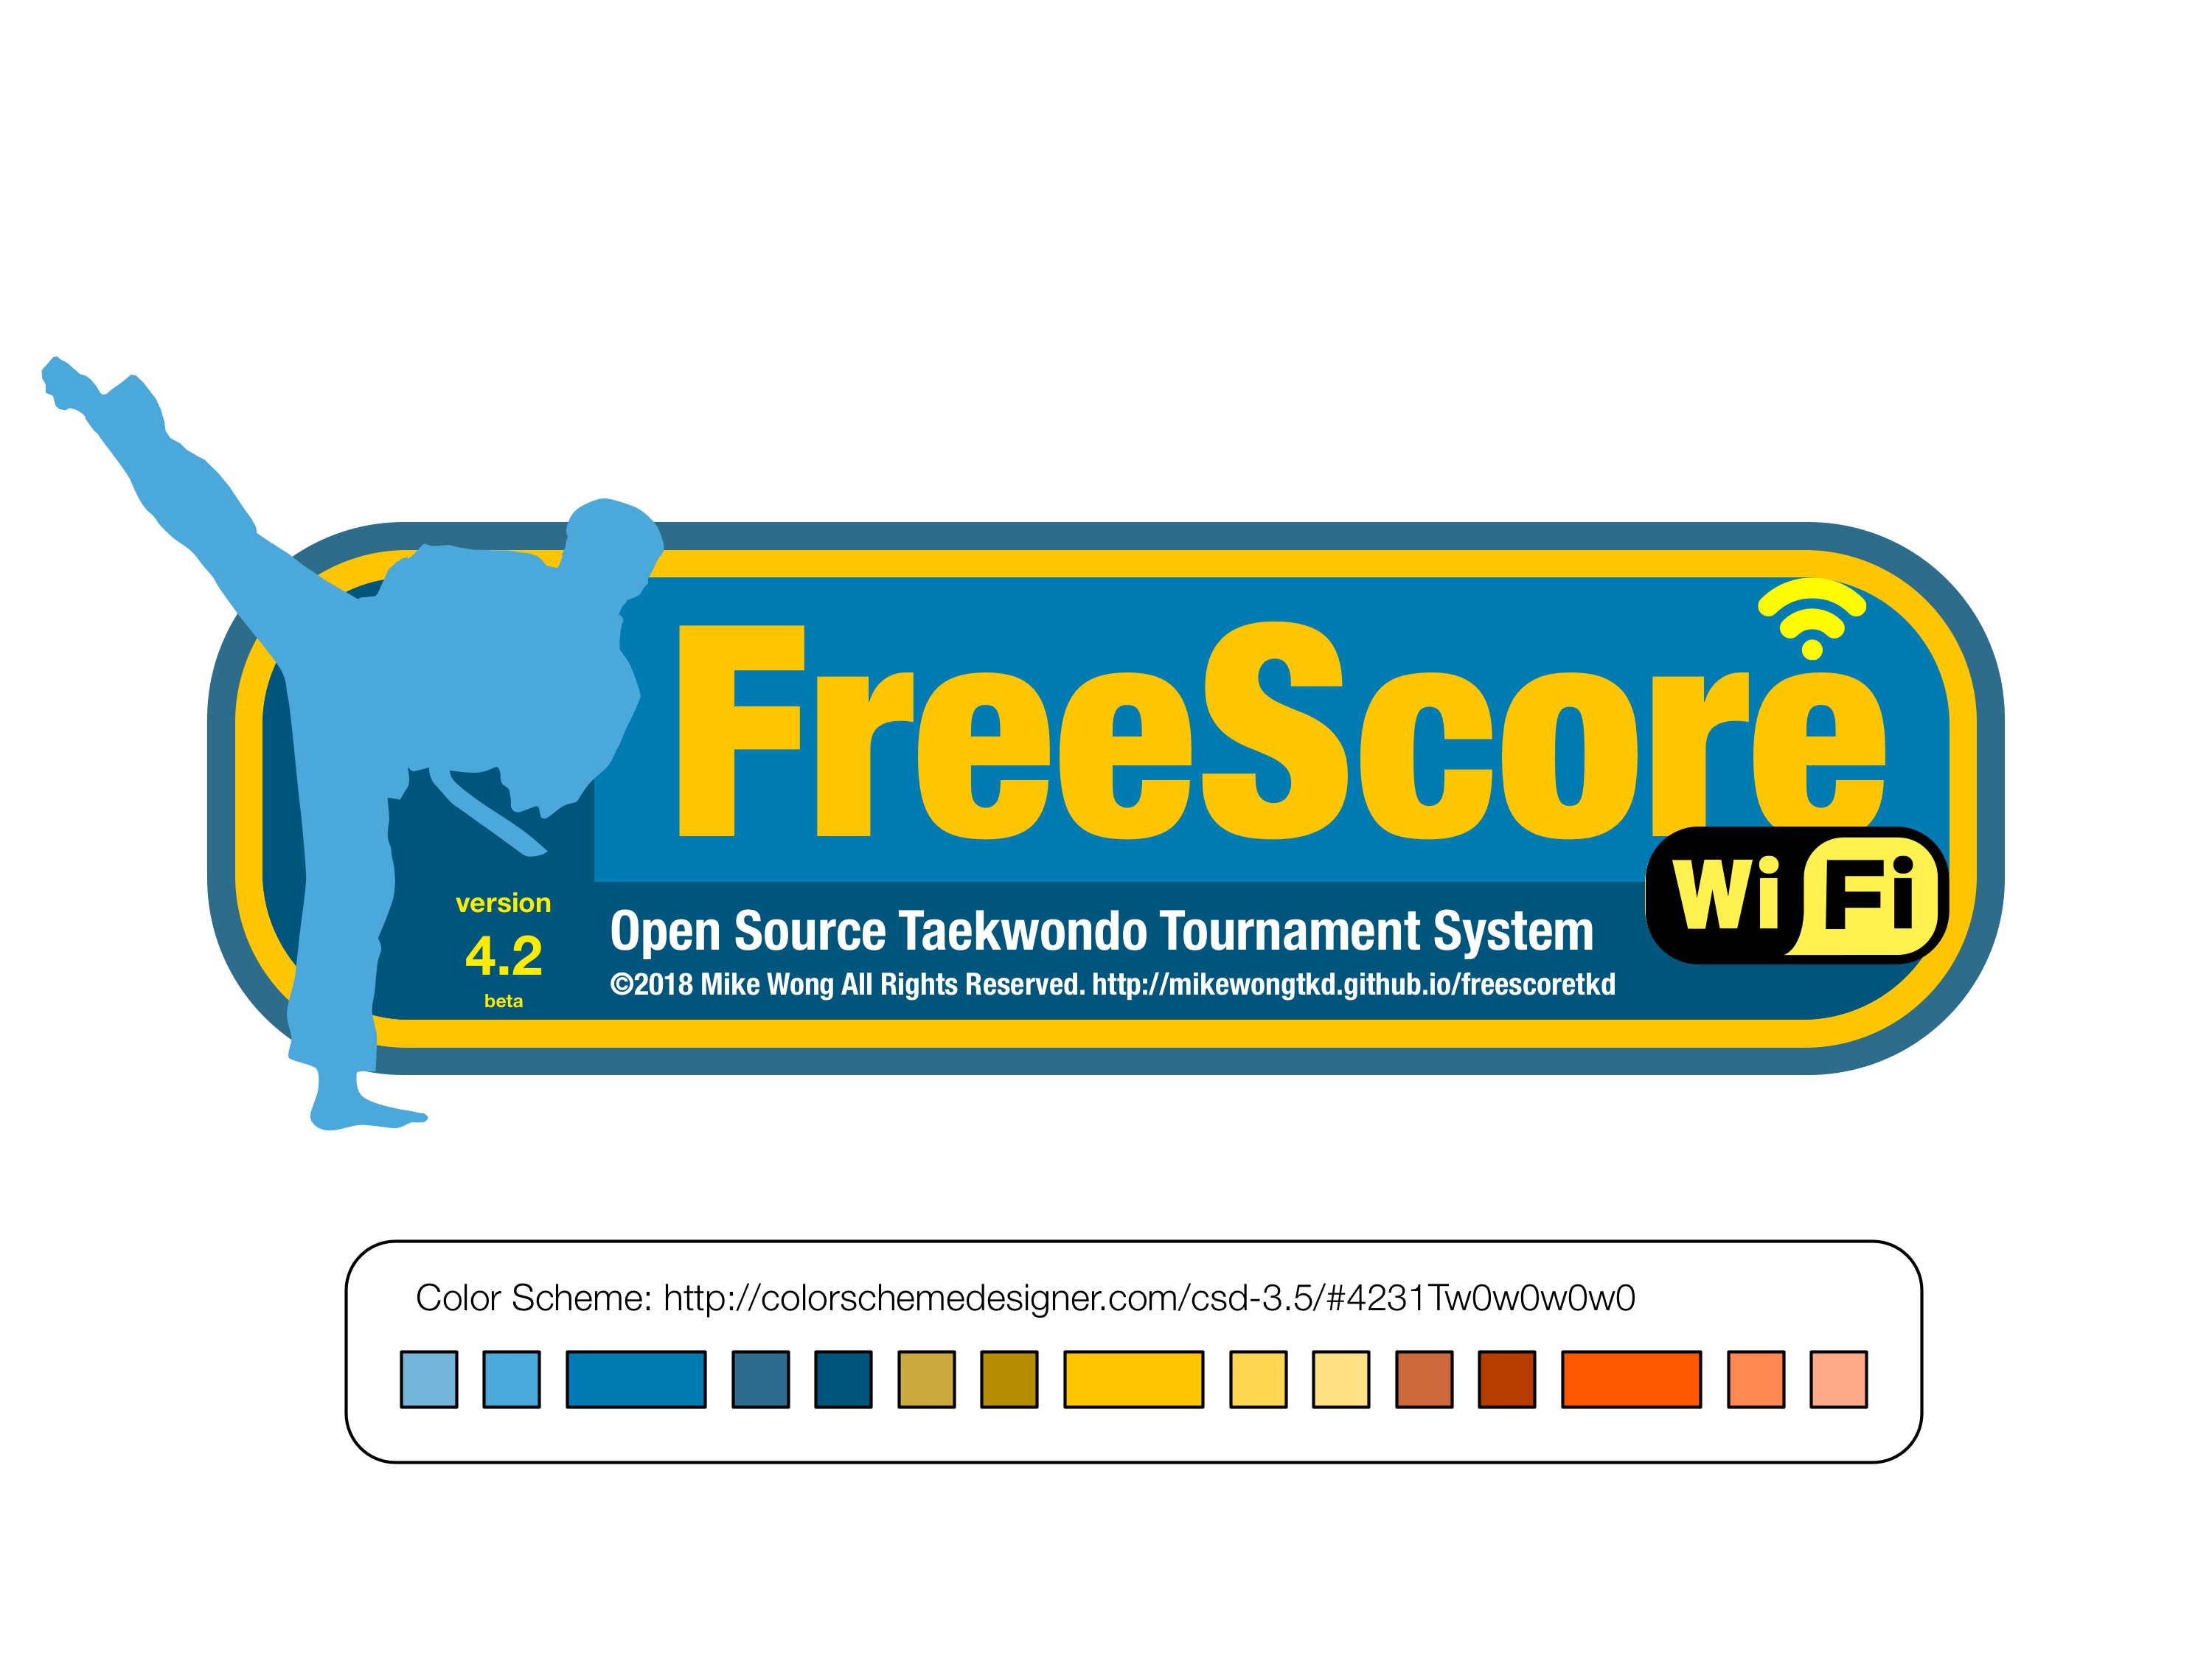 FreeScore
Wi Fi
version
4.2
beta
Open Source Taekwondo Tournament System
©2018 Mike Wong All Rights Reserved. http://mikewongtkd.github.io/freescoretkd
Color Scheme: http://colorschemedesigner.com/csd-3.5/#4231Tw0w0w0w0